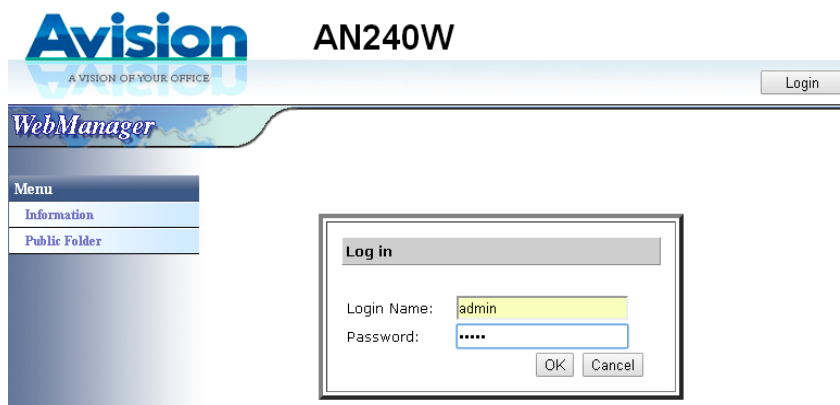 Avision
A VISION OF YOUR OFFICE
AN240W
Login
WebManager
Menu
Information
Public Folder
Log in
Login Name: admin
Password: •••••
OK Cancel